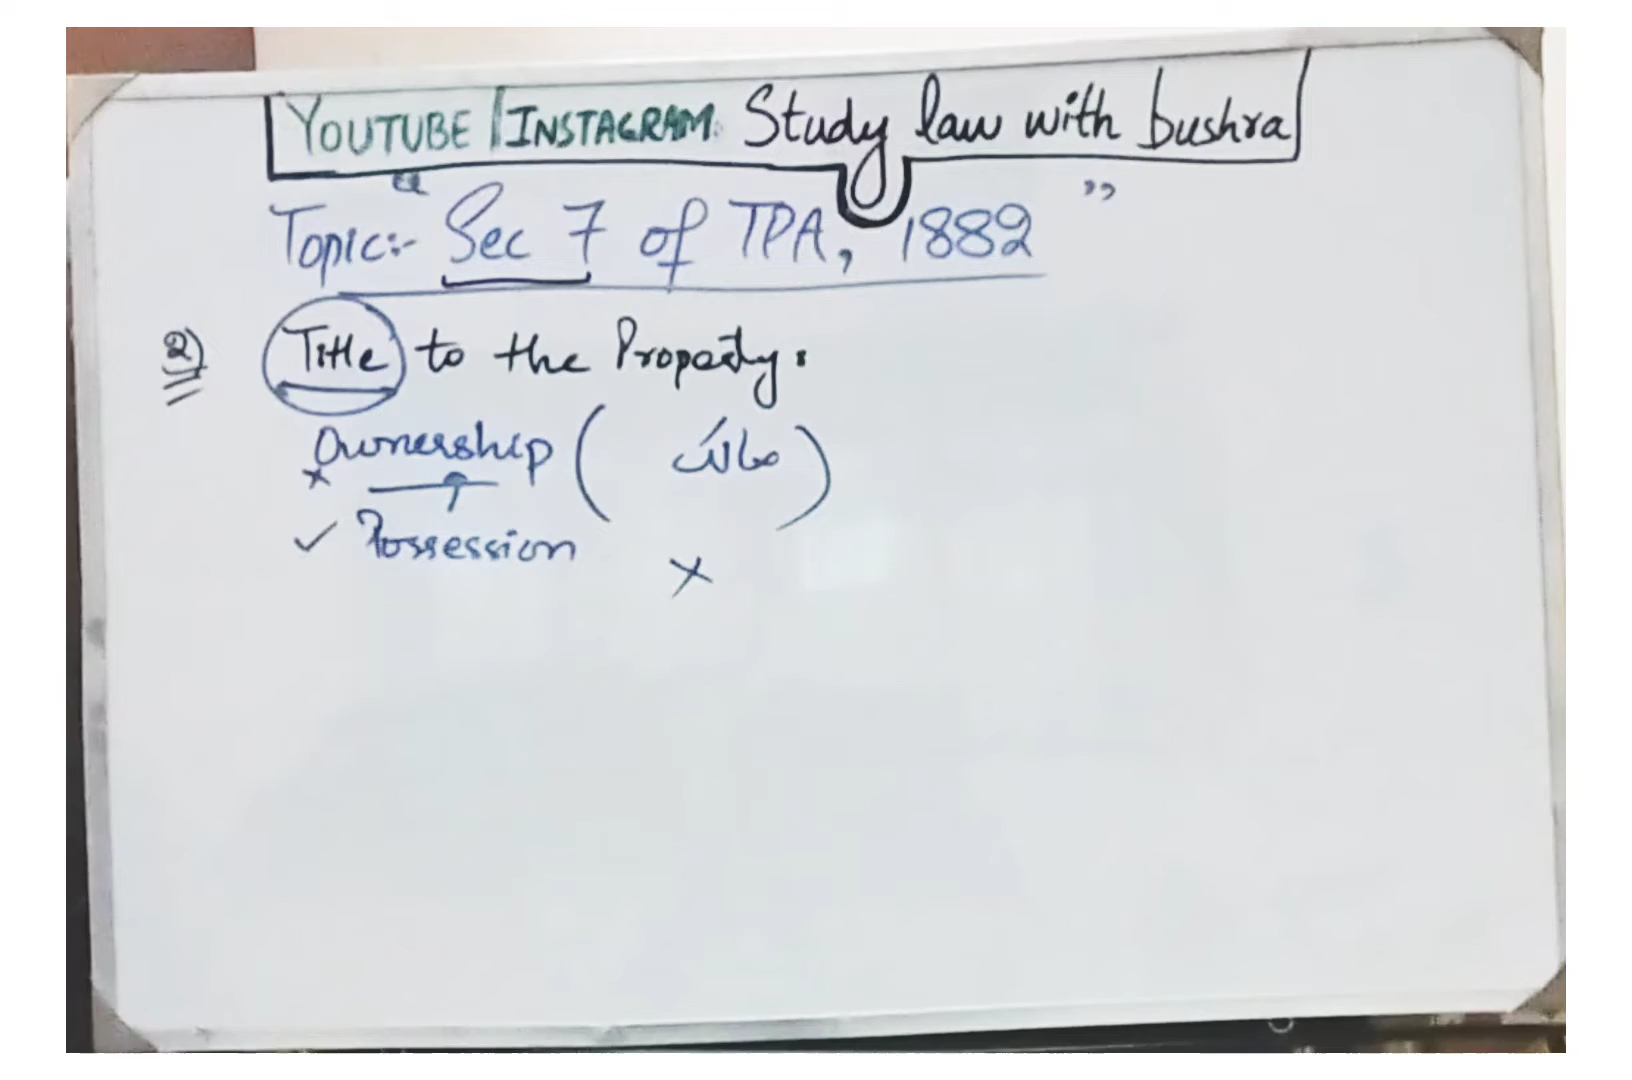 YOUTUBE | INSTAGRAM Study law with bushra
Topic:- "Sec 7 of TPA, 1882"
2) Title to the Property.
Ownership ( مالک )
Possession